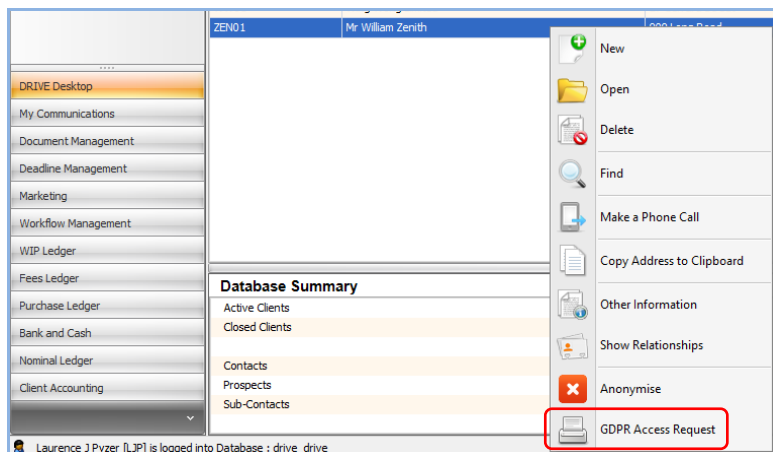 ZEN01 Mr William Zenith
New
Open
Delete
Find
Make a Phone Call
Copy Address to Clipboard
Other Information
Show Relationships
Anonymise
GDPR Access Request
DRIVE Desktop
My Communications
Document Management
Deadline Management
Marketing
Workflow Management
WIP Ledger
Fees Ledger
Purchase Ledger
Bank and Cash
Nominal Ledger
Client Accounting
Database Summary
Active Clients
Closed Clients
Contacts
Prospects
Sub-Contacts
Laurence J Pyzer [LJP] is logged into Database : drive_drive